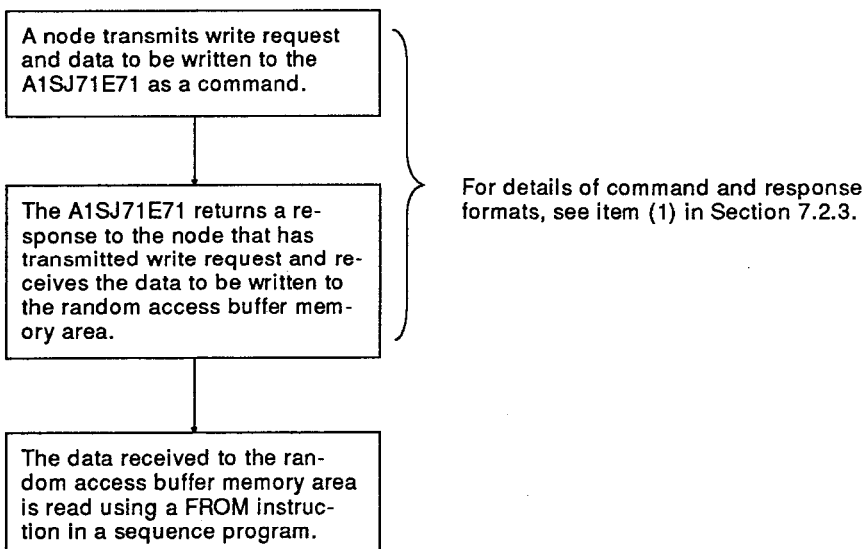 A node transmits write request
and data to be written to the
A1SJ71E71 as a command.
The A1SJ71E71 returns a re-
sponse to the node that has
transmitted write request and re-
ceives the data to be written to
the random access buffer mem-
ory area.
For details of command and response
formats, see item (1) in Section 7.2.3.
The data received to the ran-
dom access buffer memory area
is read using a FROM instruc-
tion in a sequence program.